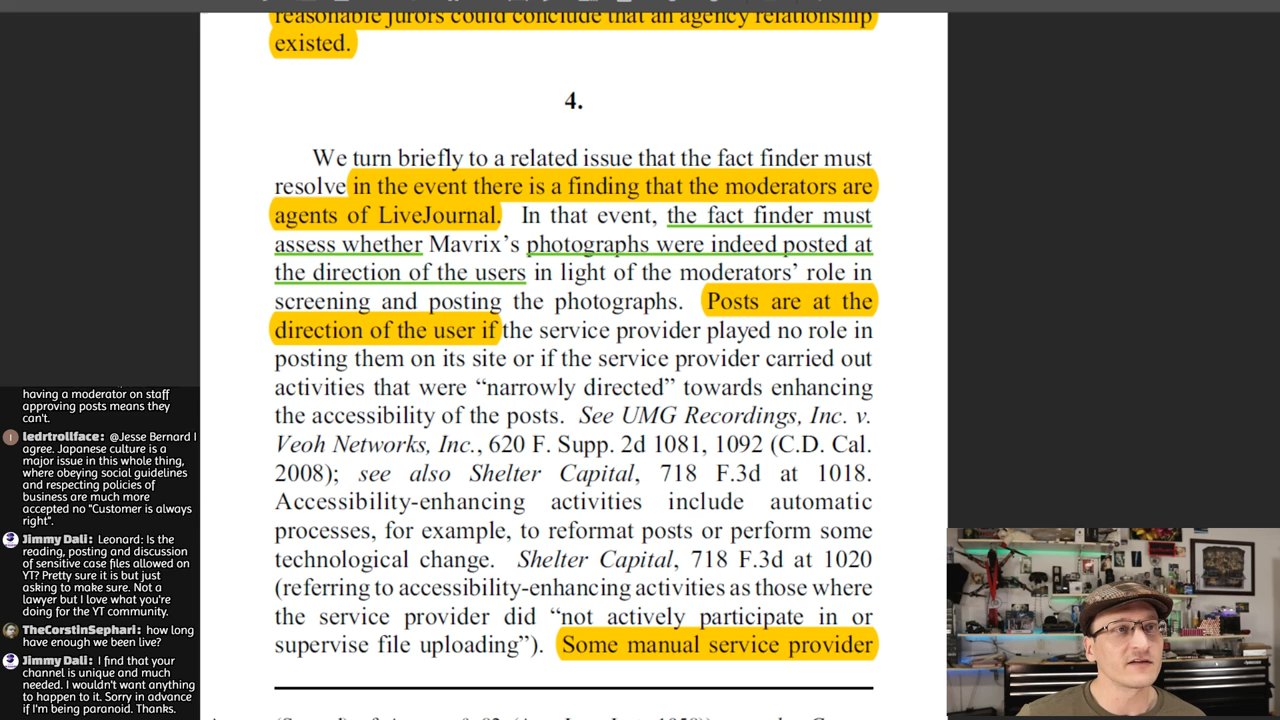 reasonable jurors could conclude that an agency relationship
existed.
4.
We turn briefly to a related issue that the fact finder must
resolve in the event there is a finding that the moderators are
agents of LiveJournal. In that event, the fact finder must
assess whether Mavrix’s photographs were indeed posted at
the direction of the users in light of the moderators’ role in
screening and posting the photographs. Posts are at the
direction of the user if the service provider played no role in
posting them on its site or if the service provider carried out
activities that were “narrowly directed” towards enhancing
the accessibility of the posts. See UMG Recordings, Inc. v.
Veoh Networks, Inc., 620 F. Supp. 2d 1081, 1092 (C.D. Cal.
2008); see also Shelter Capital, 718 F.3d at 1018.
Accessibility-enhancing activities include automatic
processes, for example, to reformat posts or perform some
technological change. Shelter Capital, 718 F.3d at 1020
(referring to accessibility-enhancing activities as those where
the service provider did “not actively participate in or
supervise file uploading”). Some manual service provider
having a moderator on staff
approving posts means they
can't.
ledrtrollface: @Jesse Bernard I
agree. Japanese culture is a
major issue in this whole thing,
where obeying social guidelines
and respecting policies of
business are much more
accepted no "Customer is always
right".
Jimmy Dali: Leonard: Is the
reading, posting and discussion
of sensitive case files allowed on
YT? Pretty sure it is but just
asking to make sure. Not a
lawyer but I love what you're
doing for the YT community.
TheCorstinSephari: how long
have enough we been live?
Jimmy Dali: I find that your
channel is unique and much
needed. I wouldn't want anything
to happen to it. Sorry in advance
if I'm being paranoid. Thanks.